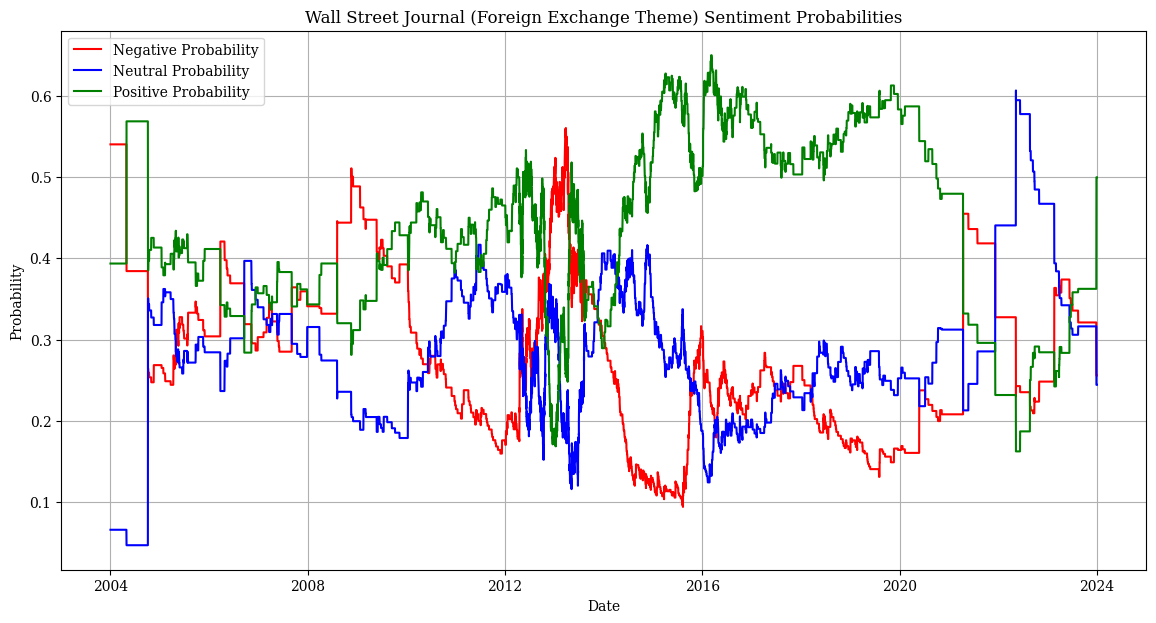 Wall Street Journal (Foreign Exchange Theme) Sentiment Probabilities
Negative Probability
Neutral Probability
Positive Probability
Probability
0.6
0.5
0.4
0.3
0.2
0.1
2004
2008
2012
2016
2020
2024
Date